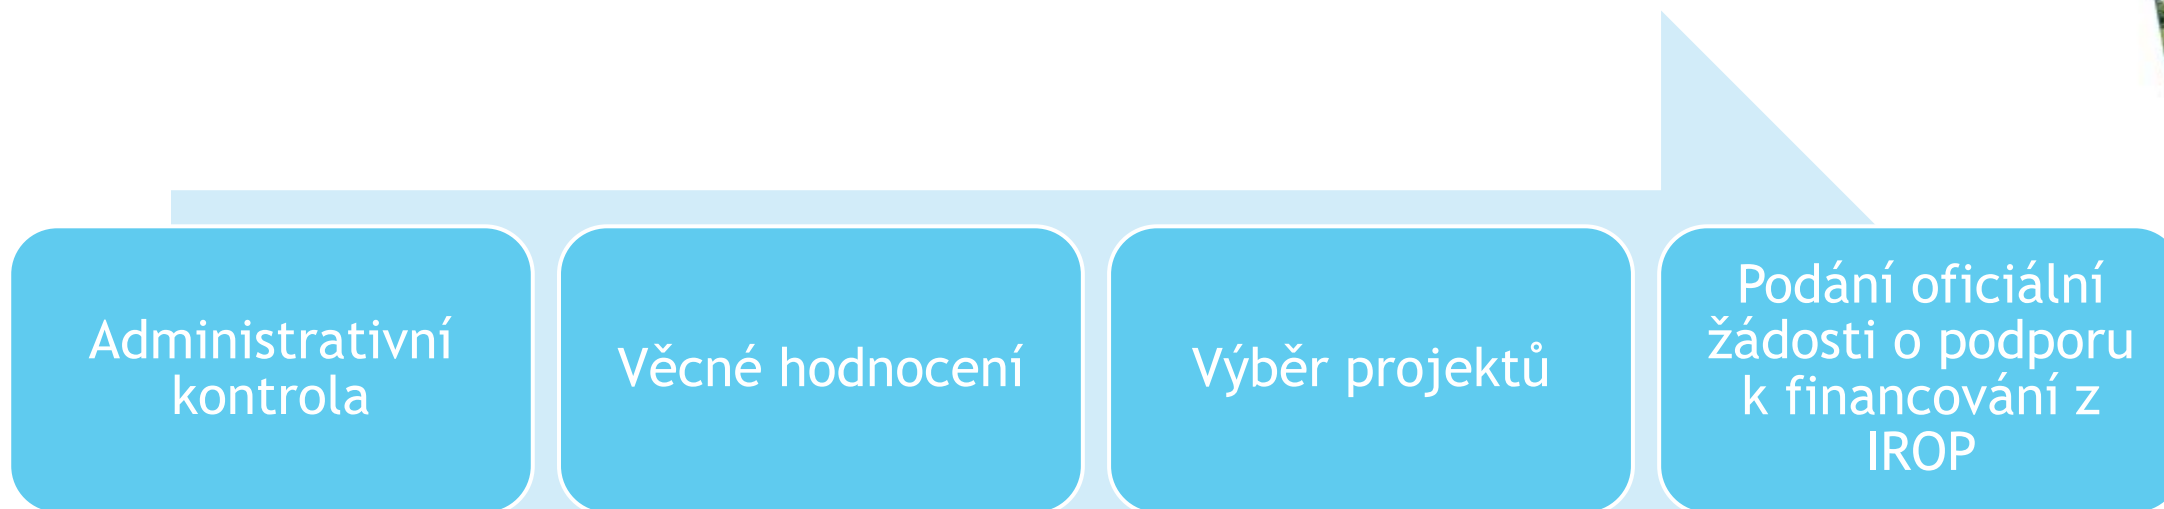 Administrativní
kontrola
Věcné hodnocení
Výběr projektů
Podání oficiální
žádosti o podporu
k financování z
IROP